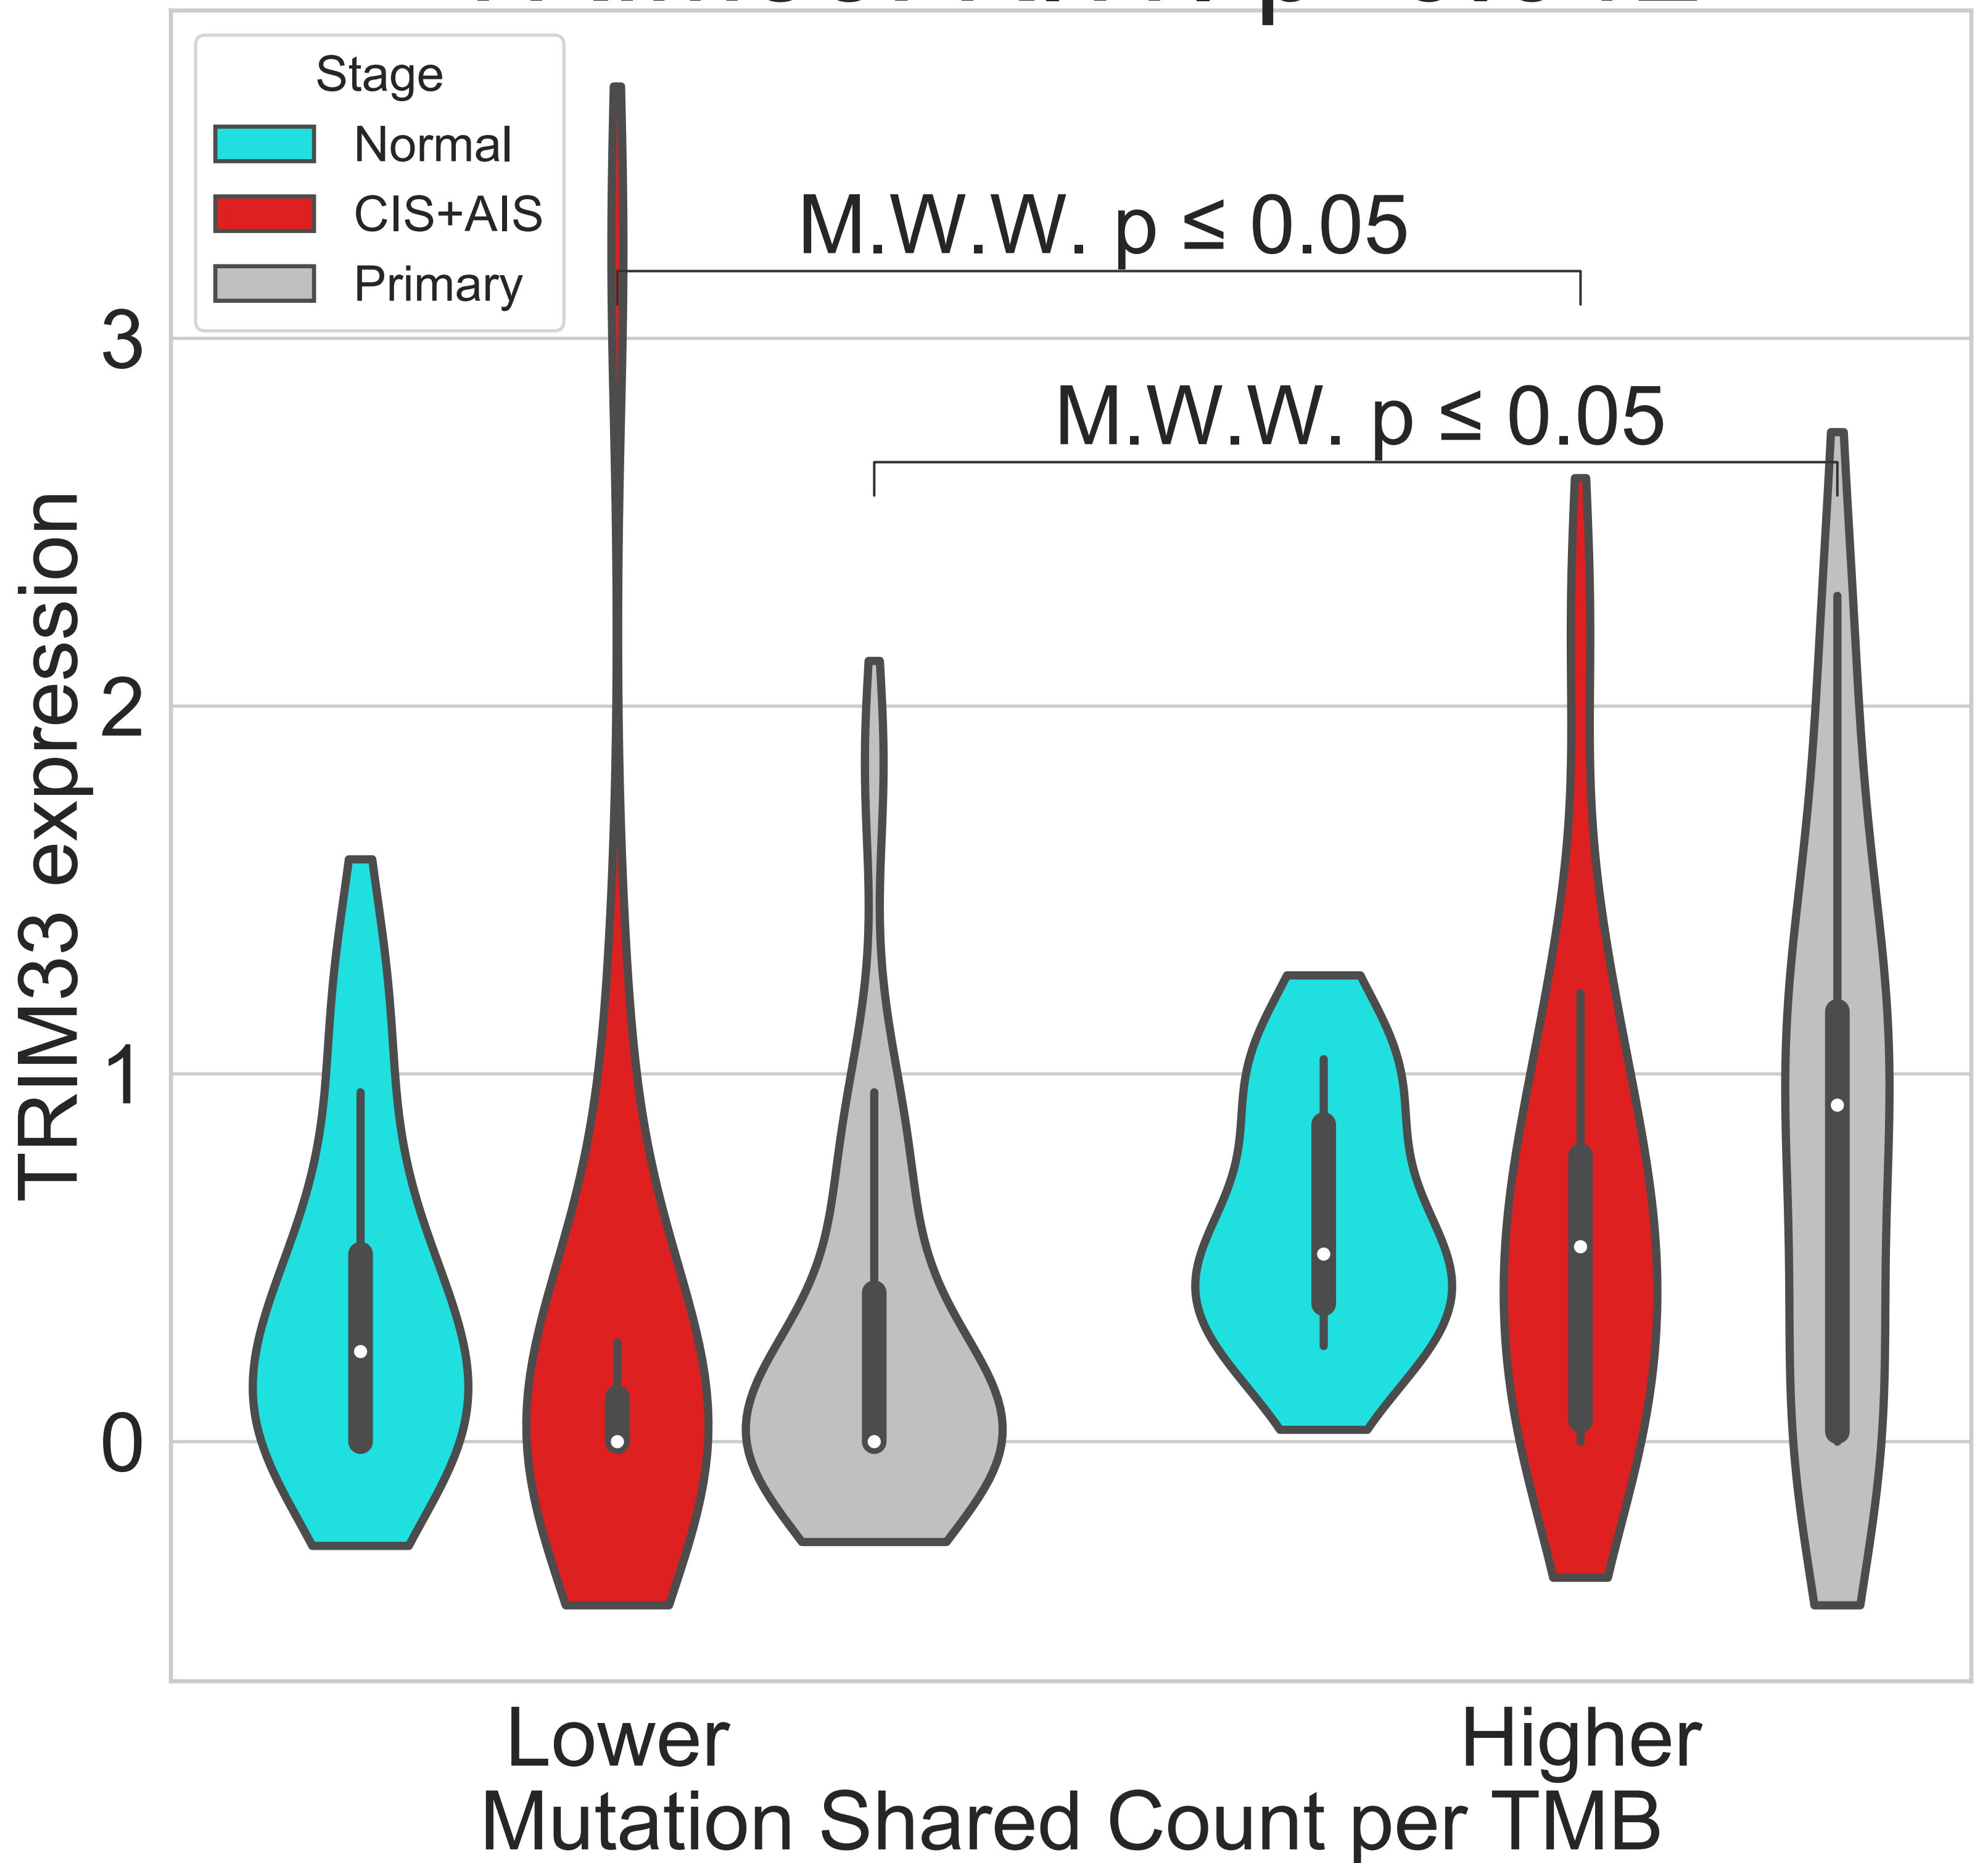 Stage
Normal
CIS+AIS
Primary
M.W.W. p ≤ 0.05
M.W.W. p ≤ 0.05
3
2
1
0
TRIM33 expression
Lower
Higher
Mutation Shared Count per TMB